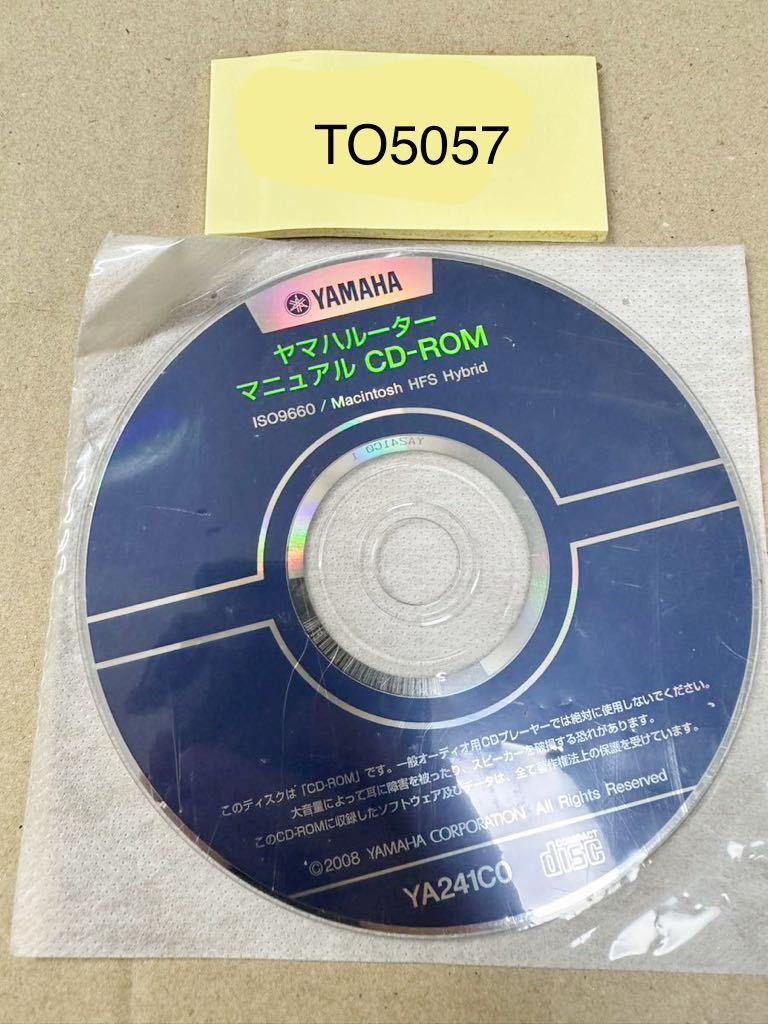 TO5057
YAMAHA
ヤマハルーター
マニュアル CD-ROM
ISO9660 / Macintosh HFS Hybrid
YA241C0 1
このディスクは「CD-ROM」です。一般オーディオ用CDプレーヤーでは絶対に使用しないでください。
大音量によって耳に障害を被ったり、スピーカーを破損する恐れがあります。
このCD-ROMに収録したソフトウェア及びデータは、全て著作権法上の保護を受けています。
©2008 YAMAHA CORPORATION All Rights Reserved
YA241C0
COMPACT
disc